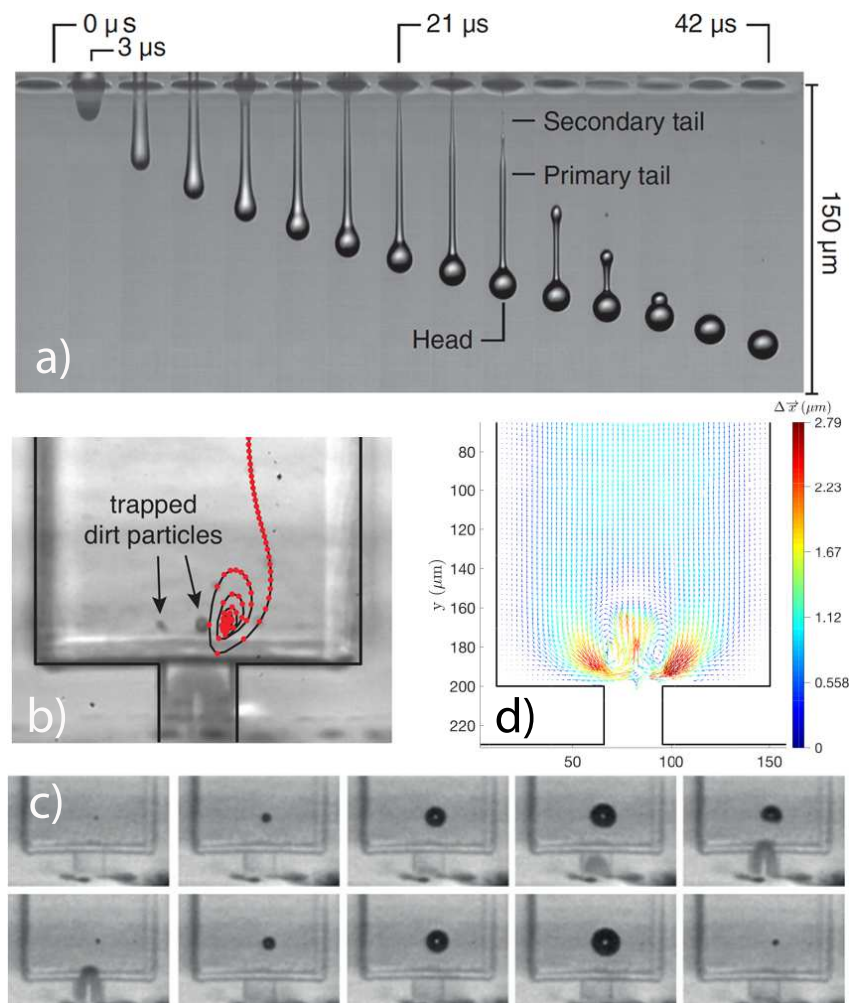 0 µs
3 µs
21 µs
42 µs
Secondary tail
Primary tail
Head
150 µm
a)
trapped
dirt particles
b)
Δx⃗ (µm)
2.79
2.23
1.67
1.12
0.558
0
80
100
120
140
160
180
200
220
y (µm)
50
100
150
d)
c)